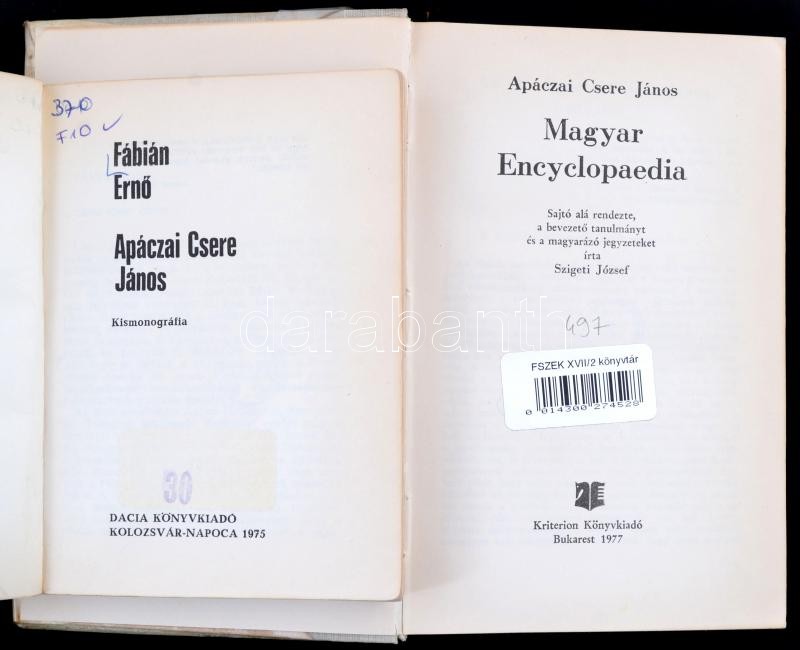 B70
F10
Fábián
Ernő
Apáczai Csere
János
Kismonográfia
30
DACIA KÖNYVKIADÓ
KOLOZSVÁR-NAPOCA 1975
Apáczai Csere János
Magyar
Encyclopaedia
Sajtó alá rendezte,
a bevezető tanulmányt
és a magyarázó jegyzeteket
írta
Szigeti József
497
FSZEK XVII/2 könyvtár
0 014300 274528
Kriterion Könyvkiadó
Bukarest 1977
darabanth